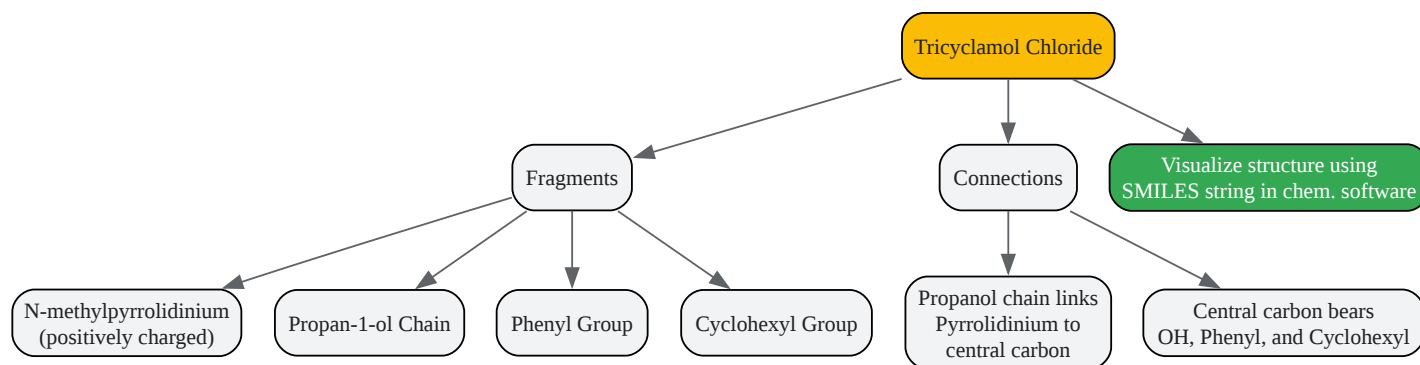 Tricyclamol Chloride
Fragments
Connections
Visualize structure using
SMILES string in chem. software
N-methylpyrrolidinium
(positively charged)
Propan-1-ol Chain
Phenyl Group
Cyclohexyl Group
Propanol chain links
Pyrrolidinium to
central carbon
Central carbon bears
OH, Phenyl, and Cyclohexyl